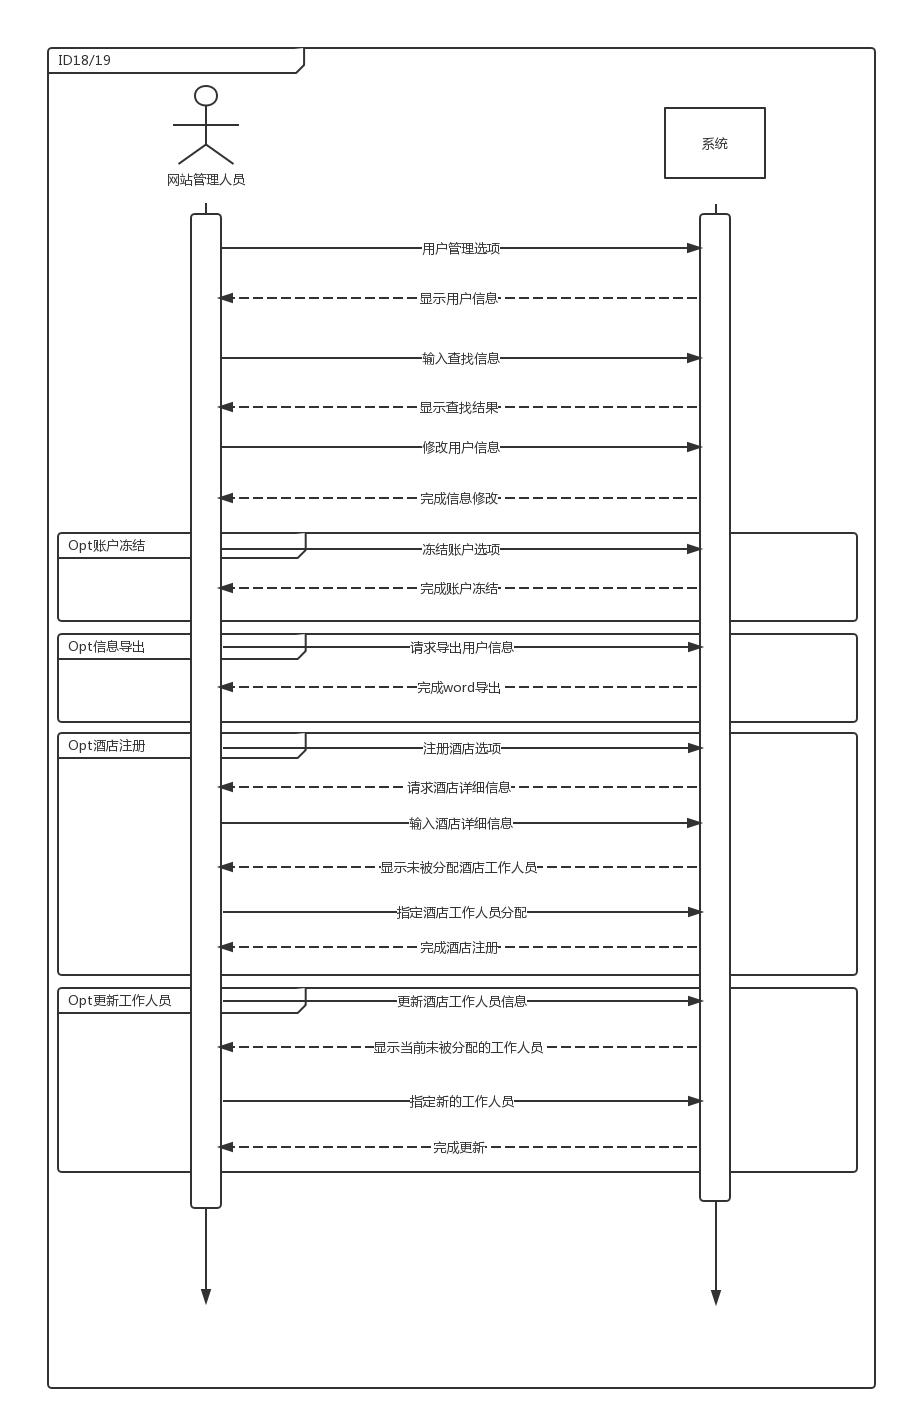 ID18/19
网站管理人员
系统
用户管理选项
显示用户信息
输入查找信息
显示查找结果
修改用户信息
完成信息修改
Opt账户冻结
冻结账户选项
完成账户冻结
Opt信息导出
请求导出用户信息
完成word导出
Opt酒店注册
注册酒店选项
请求酒店详细信息
输入酒店详细信息
显示未被分配酒店工作人员
指定酒店工作人员分配
完成酒店注册
Opt更新工作人员
更新酒店工作人员信息
显示当前未被分配的工作人员
指定新的工作人员
完成更新